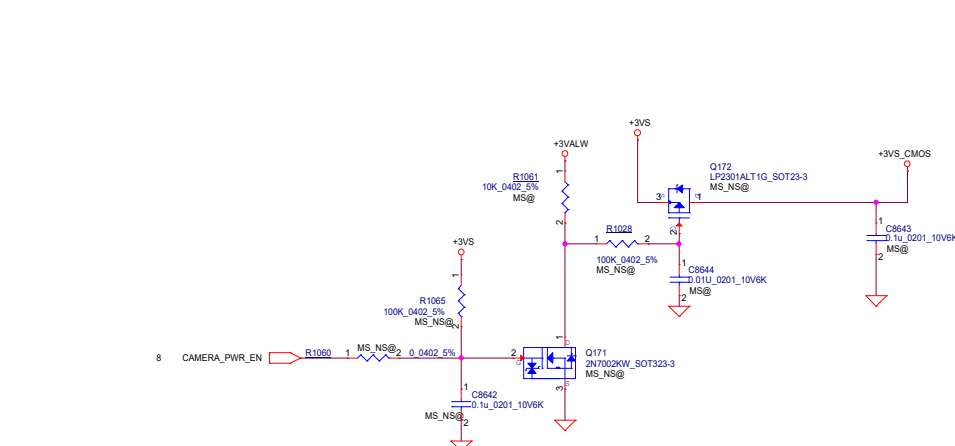 +3VS
+3VALW
+3VS_CMOS
Q172
LP2301ALT1G_SOT23-3
MS_NS@
R1061
10K_0402_5%
MS@
1
2
3
1
2
S
G
D
R1028
1
2
100K_0402_5%
MS_NS@
1
C8643
0.1u_0201_10V6K
MS@
2
1
C8644
0.01U_0201_10V6K
MS@
2
+3VS
1
R1065
100K_0402_5%
MS_NS@
2
8
CAMERA_PWR_EN
R1060
1
MS_NS@
2
0_0402_5%
2
1
3
G
D
S
Q171
2N7002KW_SOT323-3
MS_NS@
1
C8642
0.1u_0201_10V6K
MS_NS@
2